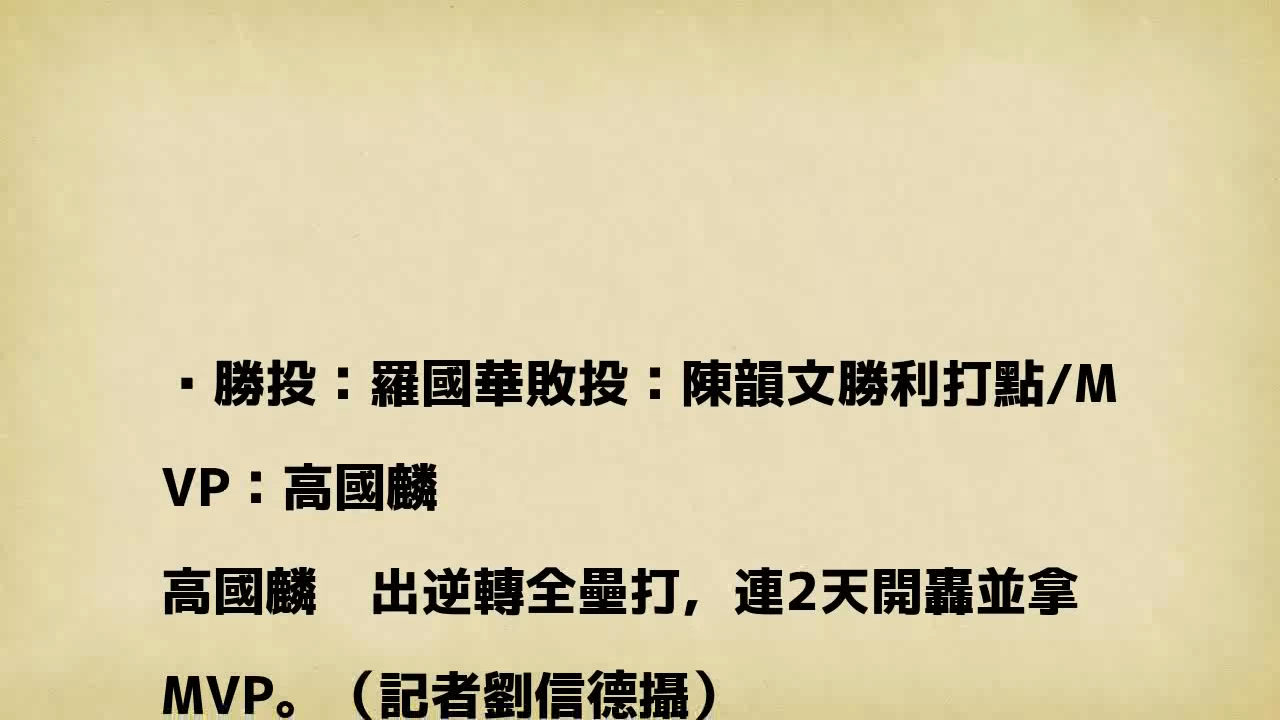 ▪勝投：羅國華敗投：陳韻文勝利打點/M
VP：高國麟
高國麟　出逆轉全壘打，連2天開轟並拿
MVP。（記者劉信德攝）